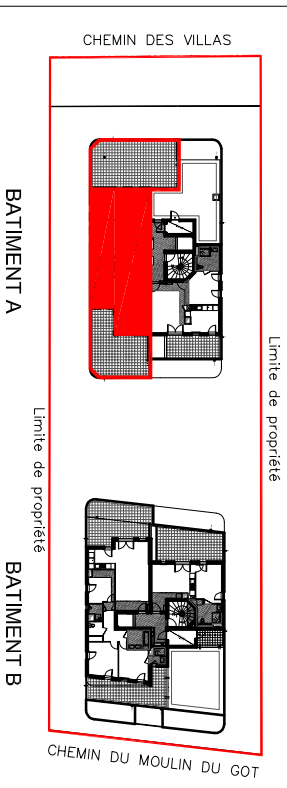 CHEMIN DES VILLAS
BATIMENT A
Limite de propriété
Limite de propriété
BATIMENT B
CHEMIN DU MOULIN DU GOT